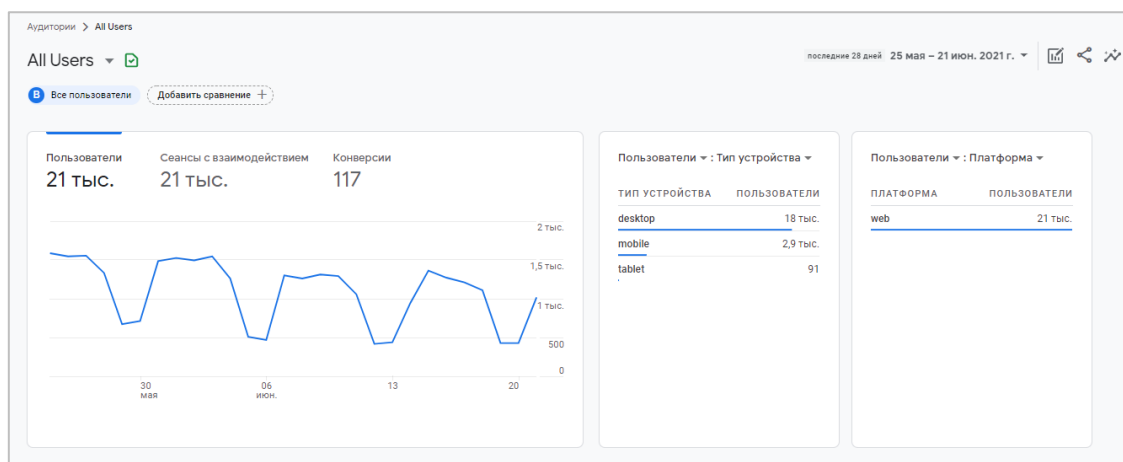 Аудитории > All Users
All Users
последние 28 дней 25 мая – 21 июн. 2021 г.
B Все пользователи
Добавить сравнение +
Пользователи
21 тыс.
Сеансы с взаимодействием
21 тыс.
Конверсии
117
2 тыс.
1,5 тыс.
1 тыс.
500
0
30 мая
06 июн.
13
20
Пользователи : Тип устройства
ТИП УСТРОЙСТВА ПОЛЬЗОВАТЕЛИ
desktop 18 тыс.
mobile 2,9 тыс.
tablet 91
Пользователи : Платформа
ПЛАТФОРМА ПОЛЬЗОВАТЕЛИ
web 21 тыс.